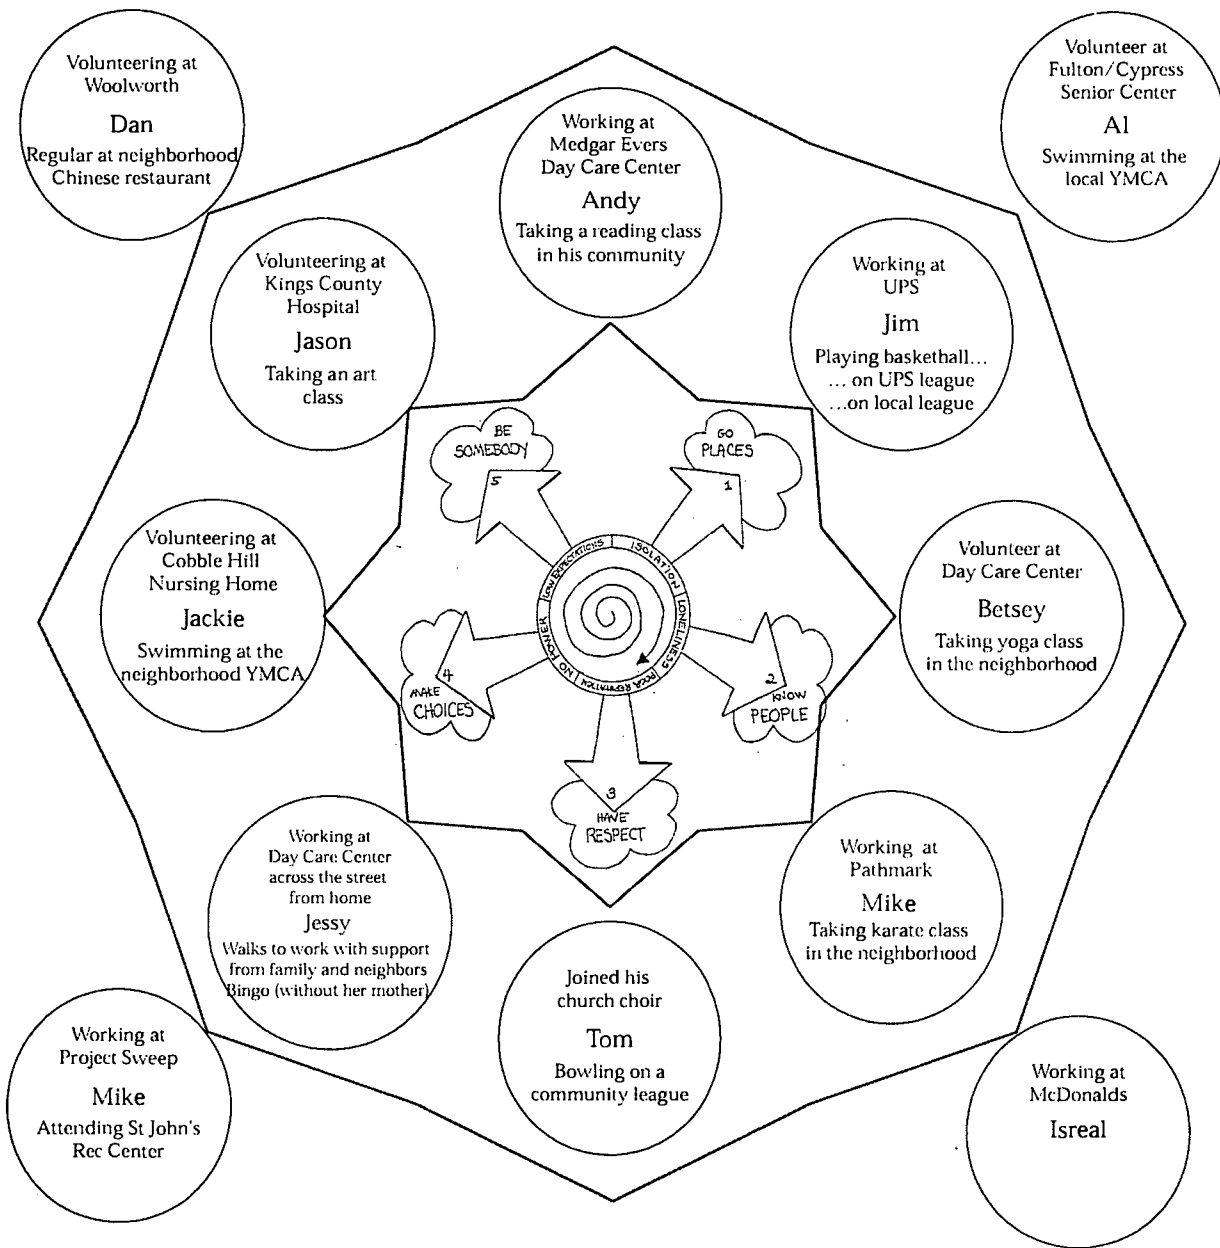 Volunteering at
Woolworth
Dan
Regular at neighborhood
Chinese restaurant
Volunteer at
Fulton/Cypress
Senior Center
Al
Swimming at the
local YMCA
Working at
Medgar Evers
Day Care Center
Andy
Taking a reading class
in his community
Volunteering at
Kings County
Hospital
Jason
Taking an art
class
Working at
UPS
Jim
Playing basketball...
... on UPS league
...on local league
BE
SOMEBODY
5
GO
PLACES
1
LOW EXPECTATIONS
ISOLATION
LONELINESS
POOR REPUTATION
NO POWER
Volunteering at
Cobble Hill
Nursing Home
Jackie
Swimming at the
neighborhood YMCA
Volunteer at
Day Care Center
Betsey
Taking yoga class
in the neighborhood
4
MAKE
CHOICES
2
KNOW
PEOPLE
3
HAVE
RESPECT
Working at
Day Care Center
across the street
from home
Jessy
Walks to work with support
from family and neighbors
Bingo (without her mother)
Working at
Pathmark
Mike
Taking karate class
in the neighborhood
Joined his
church choir
Tom
Bowling on a
community league
Working at
Project Sweep
Mike
Attending St John's
Rec Center
Working at
McDonalds
Isreal